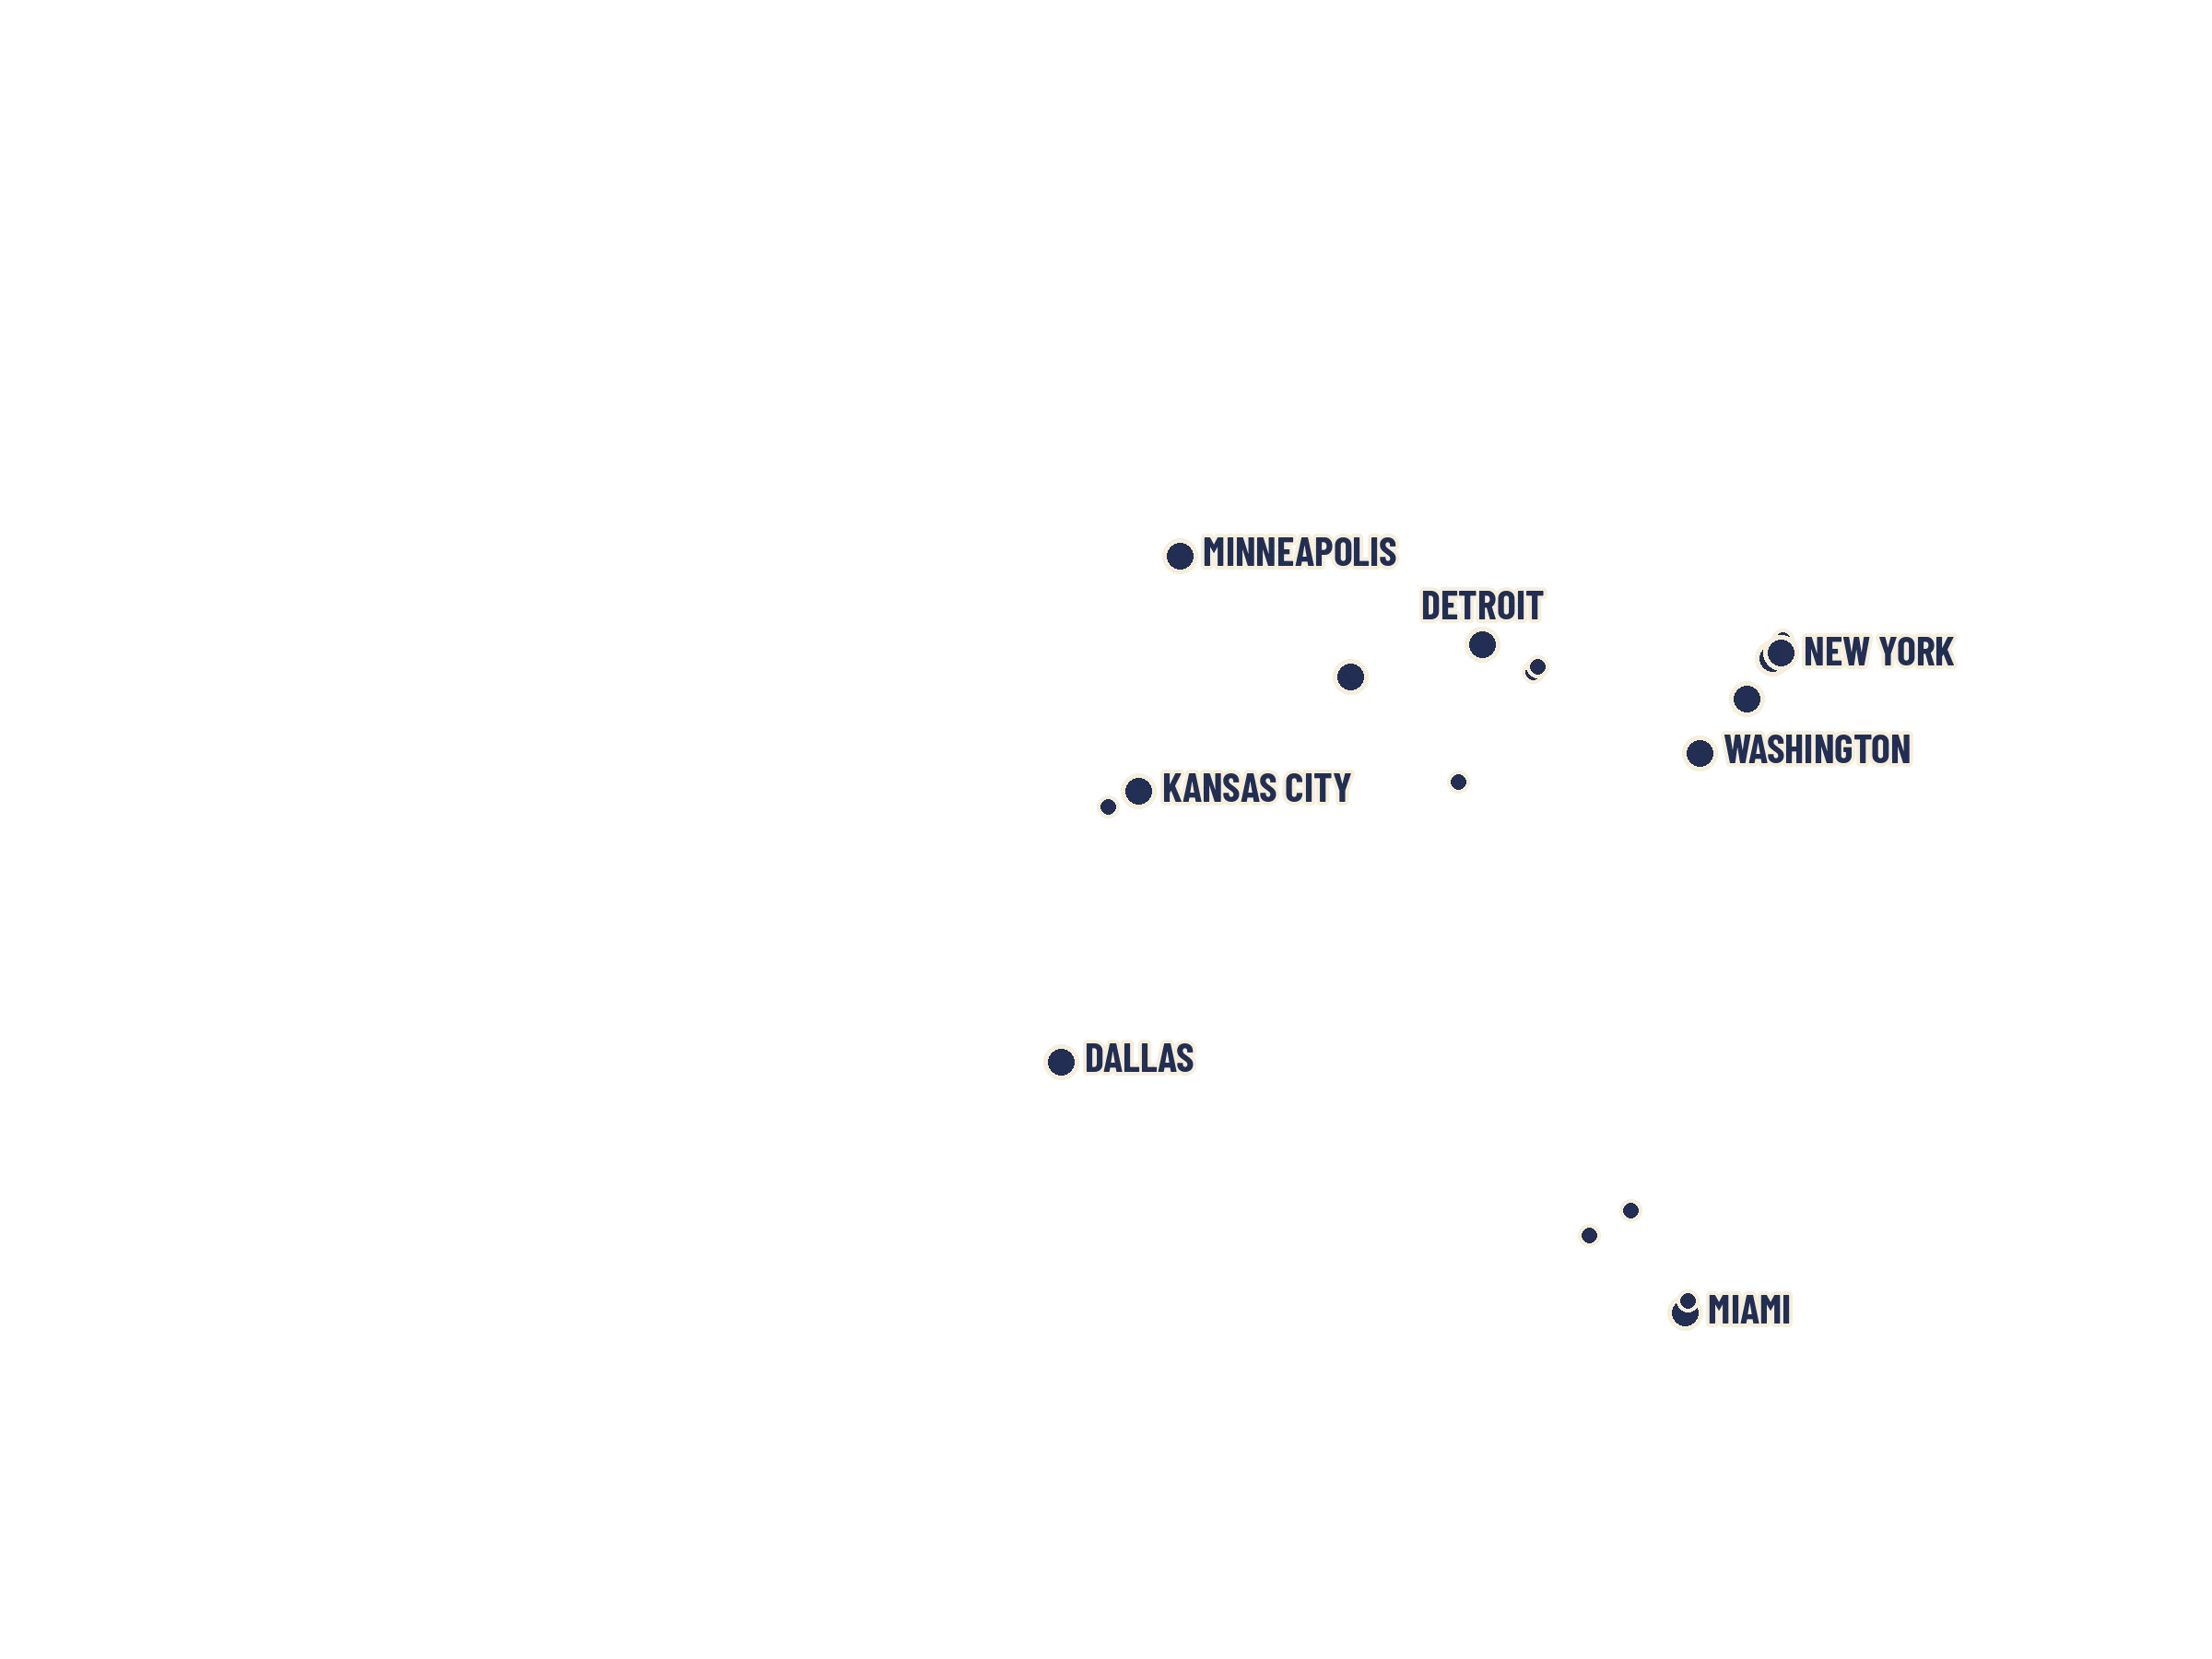 MINNEAPOLIS
DETROIT
NEW YORK
WASHINGTON
KANSAS CITY
DALLAS
MIAMI